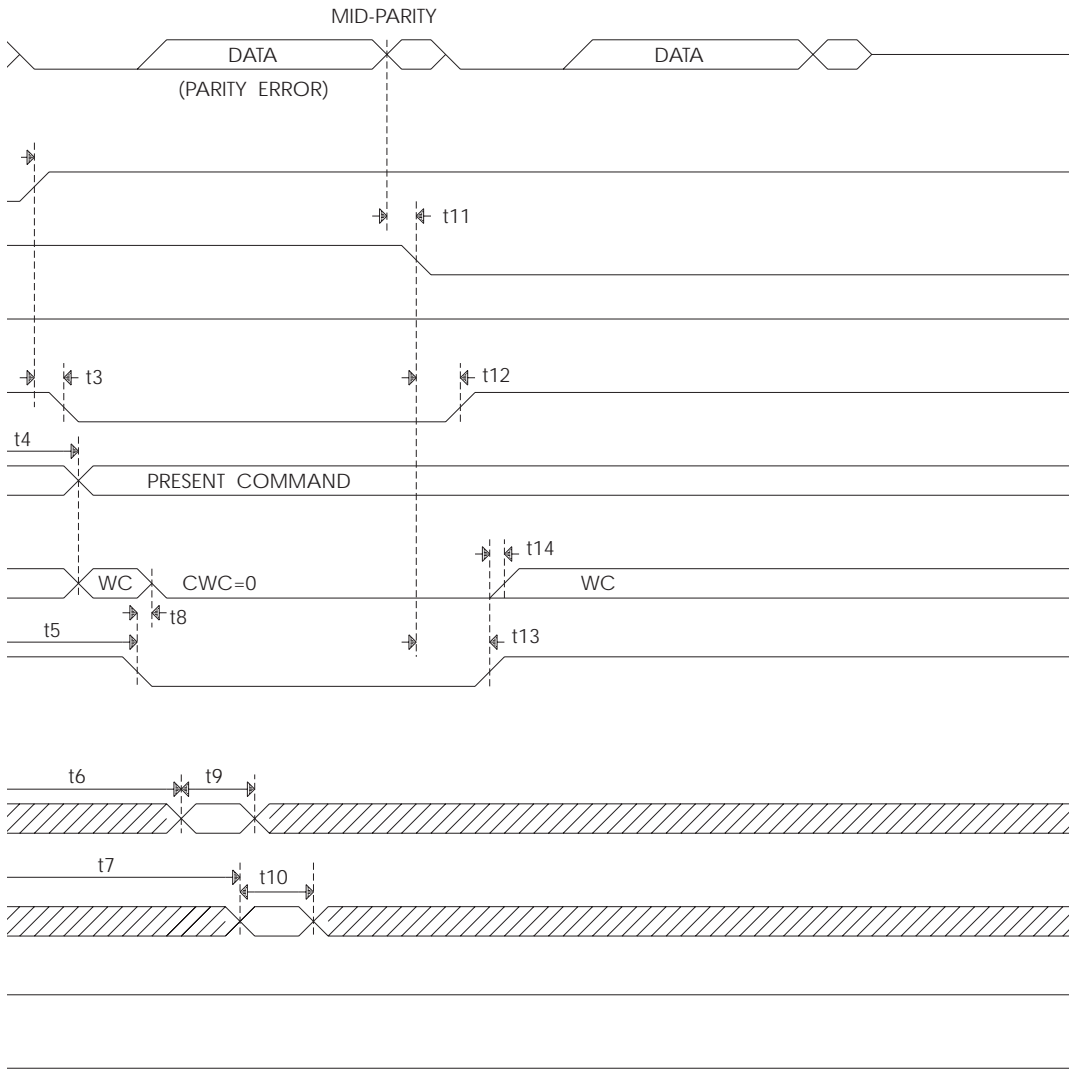 MID-PARITY
DATA
DATA
(PARITY ERROR)
t11
t3
t12
t4
PRESENT COMMAND
t14
WC
CWC=0
WC
t8
t5
t13
t6
t9
t7
t10